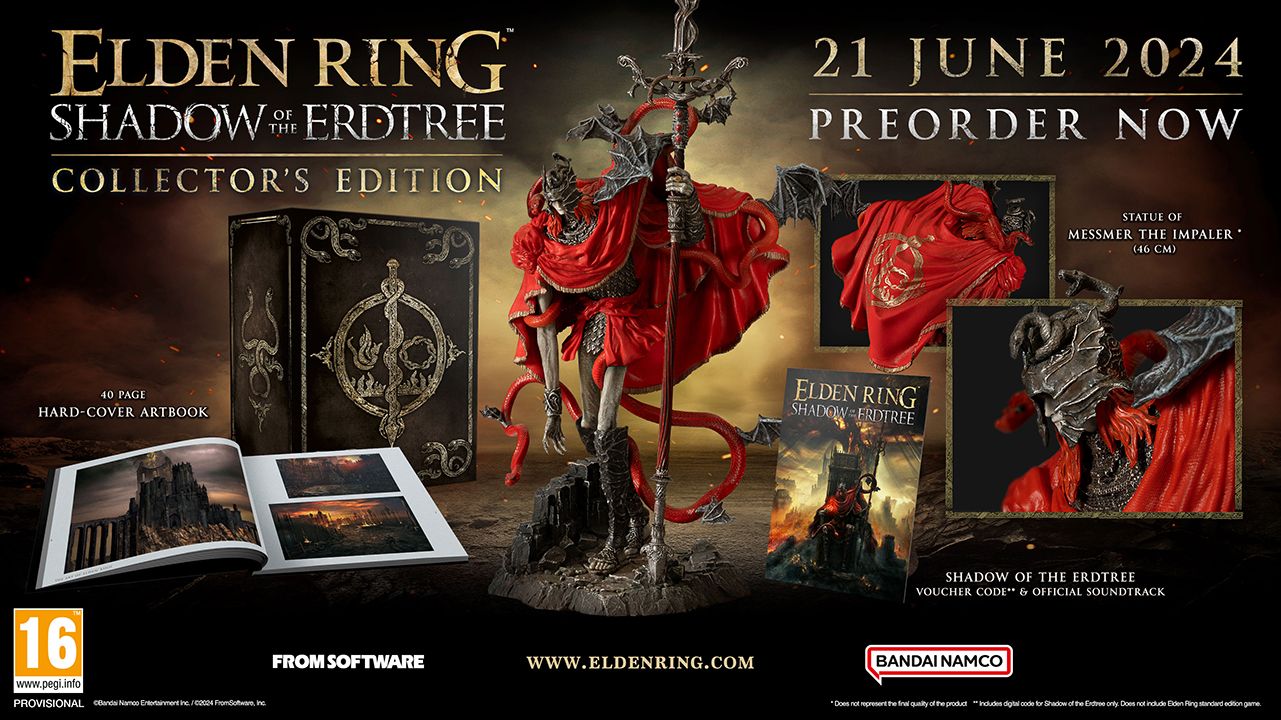 ELDEN RING™
SHADOW OF THE ERDTREE
COLLECTOR'S EDITION
21 JUNE 2024
PREORDER NOW
STATUE OF
MESSMER THE IMPALER *
(46 CM)
40 PAGE
HARD-COVER ARTBOOK
ELDEN RING
SHADOW OF THE ERDTREE
SHADOW OF THE ERDTREE
VOUCHER CODE** & OFFICIAL SOUNDTRACK
16
www.pegi.info
PROVISIONAL
FROMSOFTWARE
WWW.ELDENRING.COM
BANDAI NAMCO
©Bandai Namco Entertainment Inc. / ©2024 FromSoftware, Inc.
* Does not represent the final quality of the product ** Includes digital code for Shadow of the Erdtree only. Does not include Elden Ring standard edition game.